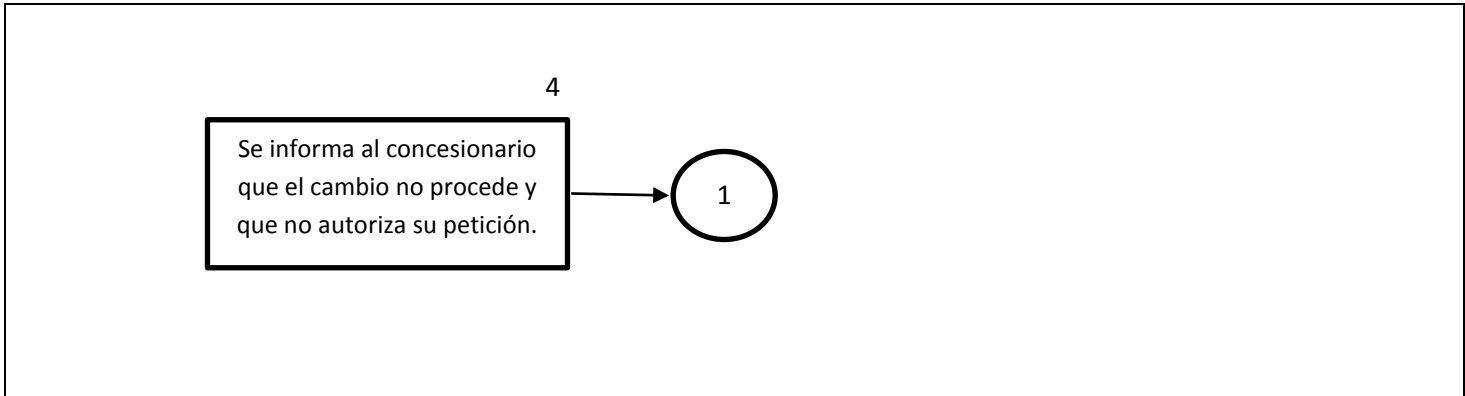 4
Se informa al concesionario
que el cambio no procede y
que no autoriza su petición.
1